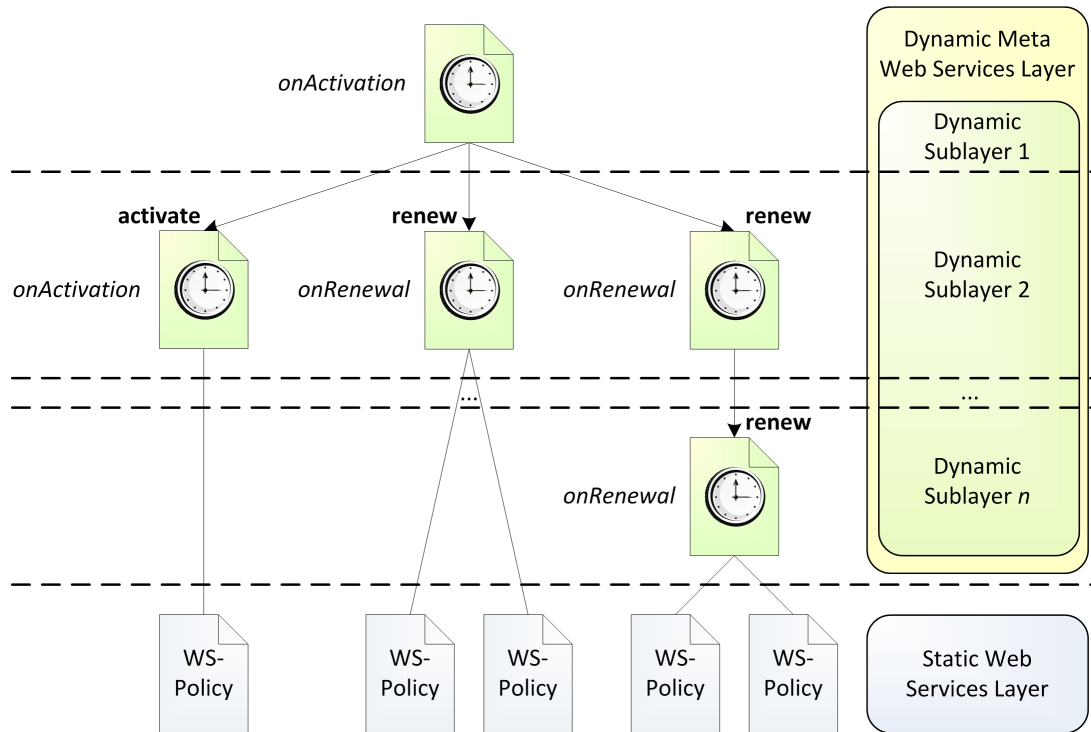 Dynamic Meta
Web Services Layer
onActivation
Dynamic
Sublayer 1
activate
renew
renew
onActivation
onRenewal
onRenewal
Dynamic
Sublayer 2
...
...
renew
onRenewal
Dynamic
Sublayer n
WS-
Policy
WS-
Policy
WS-
Policy
WS-
Policy
WS-
Policy
Static Web
Services Layer